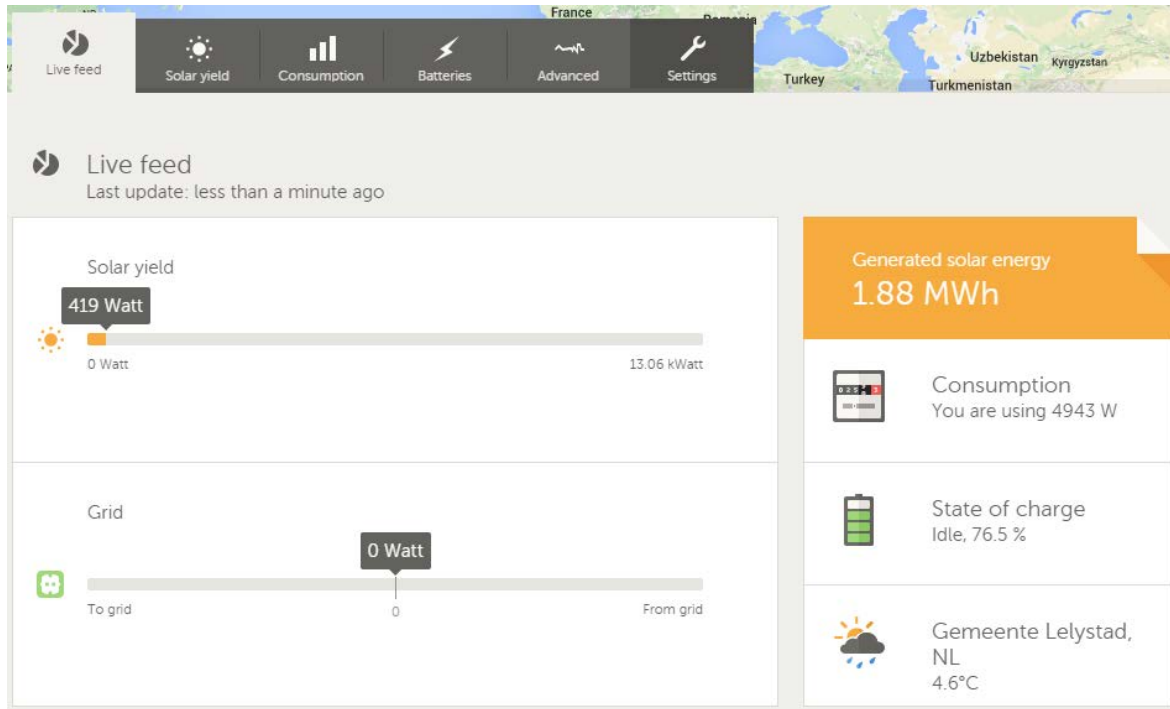 France
Romania
Uzbekistan
Kyrgyzstan
Turkey
Turkmenistan
Live feed
Solar yield
Consumption
Batteries
Advanced
Settings
Live feed
Last update: less than a minute ago
Solar yield
419 Watt
0 Watt
13.06 kWatt
Grid
0 Watt
To grid
0
From grid
Generated solar energy
1.88 MWh
Consumption
You are using 4943 W
State of charge
Idle, 76.5 %
Gemeente Lelystad,
NL
4.6°C